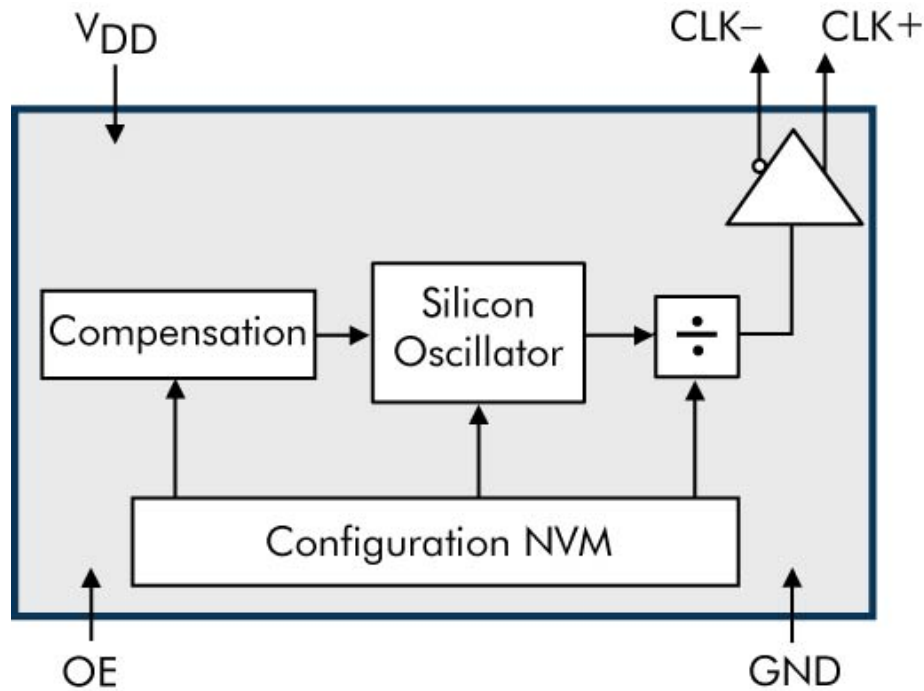 VDD
CLK– CLK+
Compensation
Silicon
Oscillator
÷
Configuration NVM
OE
GND